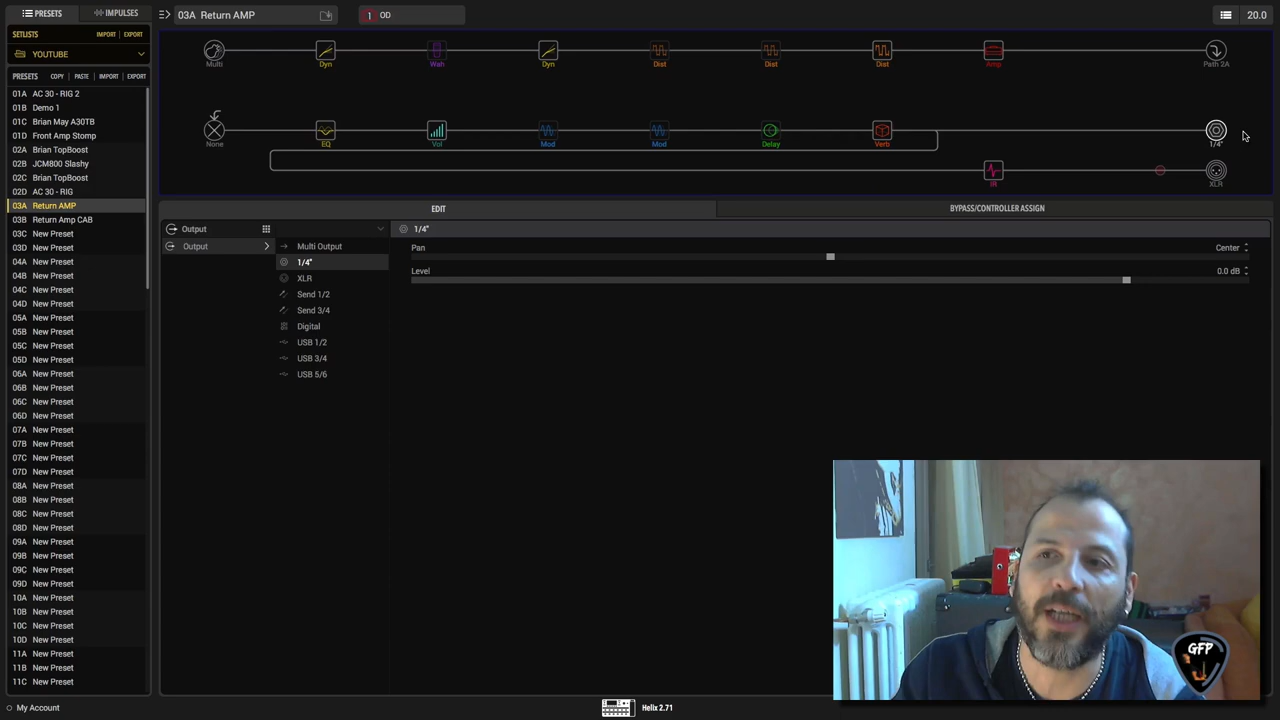 PRESETS
IMPULSES
03A Return AMP
1 OD
20.0
SETLISTS
IMPORT
EXPORT
YOUTUBE
PRESETS
COPY
PASTE
IMPORT
EXPORT
01A AC 30 - RIG 2
01B Demo 1
01C Brian May A30TB
01D Front Amp Stomp
02A Brian TopBoost
02B JCM800 Slashy
02C Brian TopBoost
02D AC 30 - RIG
03A Return AMP
03B Return Amp CAB
03C New Preset
03D New Preset
04A New Preset
04B New Preset
04C New Preset
04D New Preset
05A New Preset
05B New Preset
05C New Preset
05D New Preset
06A New Preset
06B New Preset
06C New Preset
06D New Preset
07A New Preset
07B New Preset
07C New Preset
07D New Preset
08A New Preset
08B New Preset
08C New Preset
08D New Preset
09A New Preset
09B New Preset
09C New Preset
09D New Preset
10A New Preset
10B New Preset
10C New Preset
10D New Preset
11A New Preset
11B New Preset
11C New Preset
My Account
Multi
Dyn
Wah
Dyn
Dist
Dist
Dist
Amp
Path 2A
None
EQ
Vol
Mod
Mod
Delay
Verb
1/4"
IR
XLR
EDIT
BYPASS/CONTROLLER ASSIGN
Output
Output
Multi Output
1/4"
XLR
Send 1/2
Send 3/4
Digital
USB 1/2
USB 3/4
USB 5/6
1/4"
Pan
Center
Level
0.0 dB
GFP
Helix 2.71